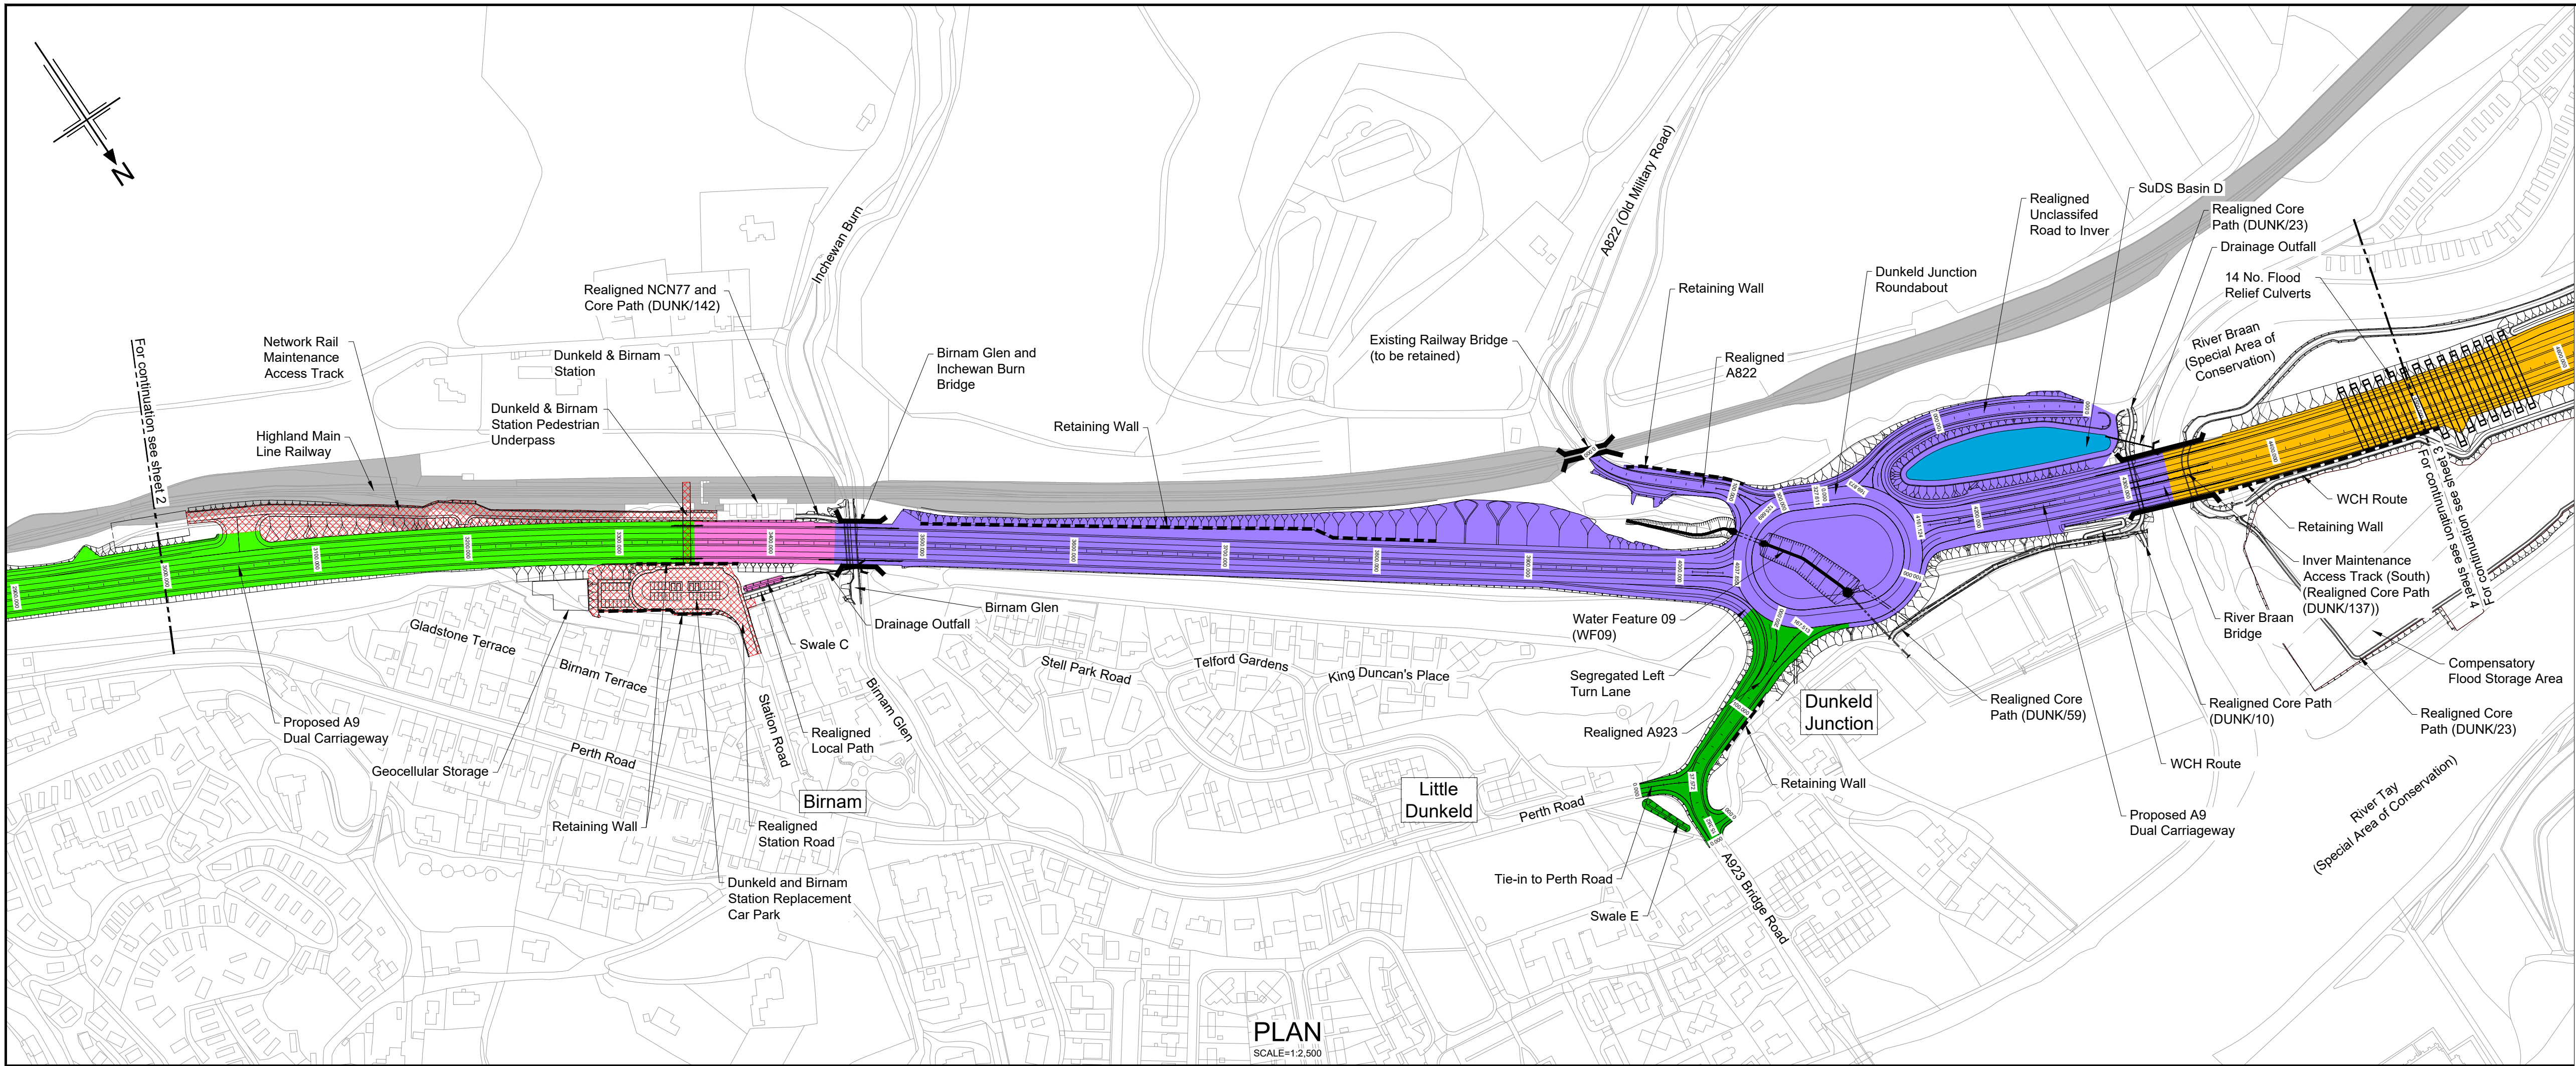 N
For continuation see sheet 2
Network Rail
Maintenance
Access Track
Highland Main
Line Railway
Realigned NCN77 and
Core Path (DUNK/142)
Dunkeld & Birnam
Station
Dunkeld & Birnam
Station Pedestrian
Underpass
Inchewan Burn
Birnam Glen and
Inchewan Burn
Bridge
Retaining Wall
Existing Railway Bridge
(to be retained)
A822 (Old Military Road)
Retaining Wall
Realigned
A822
Dunkeld Junction
Roundabout
Realigned
Unclassifed
Road to Inver
SuDS Basin D
Realigned Core
Path (DUNK/23)
Drainage Outfall
14 No. Flood
Relief Culverts
River Braan
(Special Area of
Conservation)
For continuation see sheet 3
For continuation see sheet 4
WCH Route
Retaining Wall
Inver Maintenance
Access Track (South)
(Realigned Core Path
(DUNK/137))
River Braan
Bridge
Compensatory
Flood Storage Area
Realigned Core
Path (DUNK/23)
Realigned Core Path
(DUNK/10)
WCH Route
Proposed A9
Dual Carriageway
River Tay
(Special Area of Conservation)
Realigned Core
Path (DUNK/59)
Dunkeld
Junction
Retaining Wall
Water Feature 09
(WF09)
Segregated Left
Turn Lane
Realigned A923
Little
Dunkeld
Perth Road
Tie-in to Perth Road
Swale E
A923 Bridge Road
Birnam Glen
Drainage Outfall
Swale C
Stell Park Road
Telford Gardens
King Duncan's Place
Birnam Glen
Realigned
Local Path
Station Road
Gladstone Terrace
Birnam Terrace
Perth Road
Proposed A9
Dual Carriageway
Geocellular Storage
Birnam
Retaining Wall
Realigned
Station Road
Dunkeld and Birnam
Station Replacement
Car Park
PLAN
SCALE=1:2,500